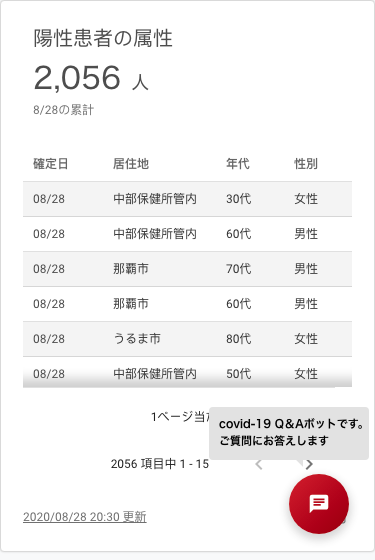 陽性患者の属性
2,056 人
8/28の累計
確定日 居住地 年代 性別
08/28 中部保健所管内 30代 女性
08/28 中部保健所管内 60代 男性
08/28 那覇市 70代 男性
08/28 那覇市 60代 男性
08/28 うるま市 80代 女性
08/28 中部保健所管内 50代 女性
1ページ当
covid-19 Q&Aボットです。
ご質問にお答えします
2056 項目中 1 - 15
2020/08/28 20:30 更新